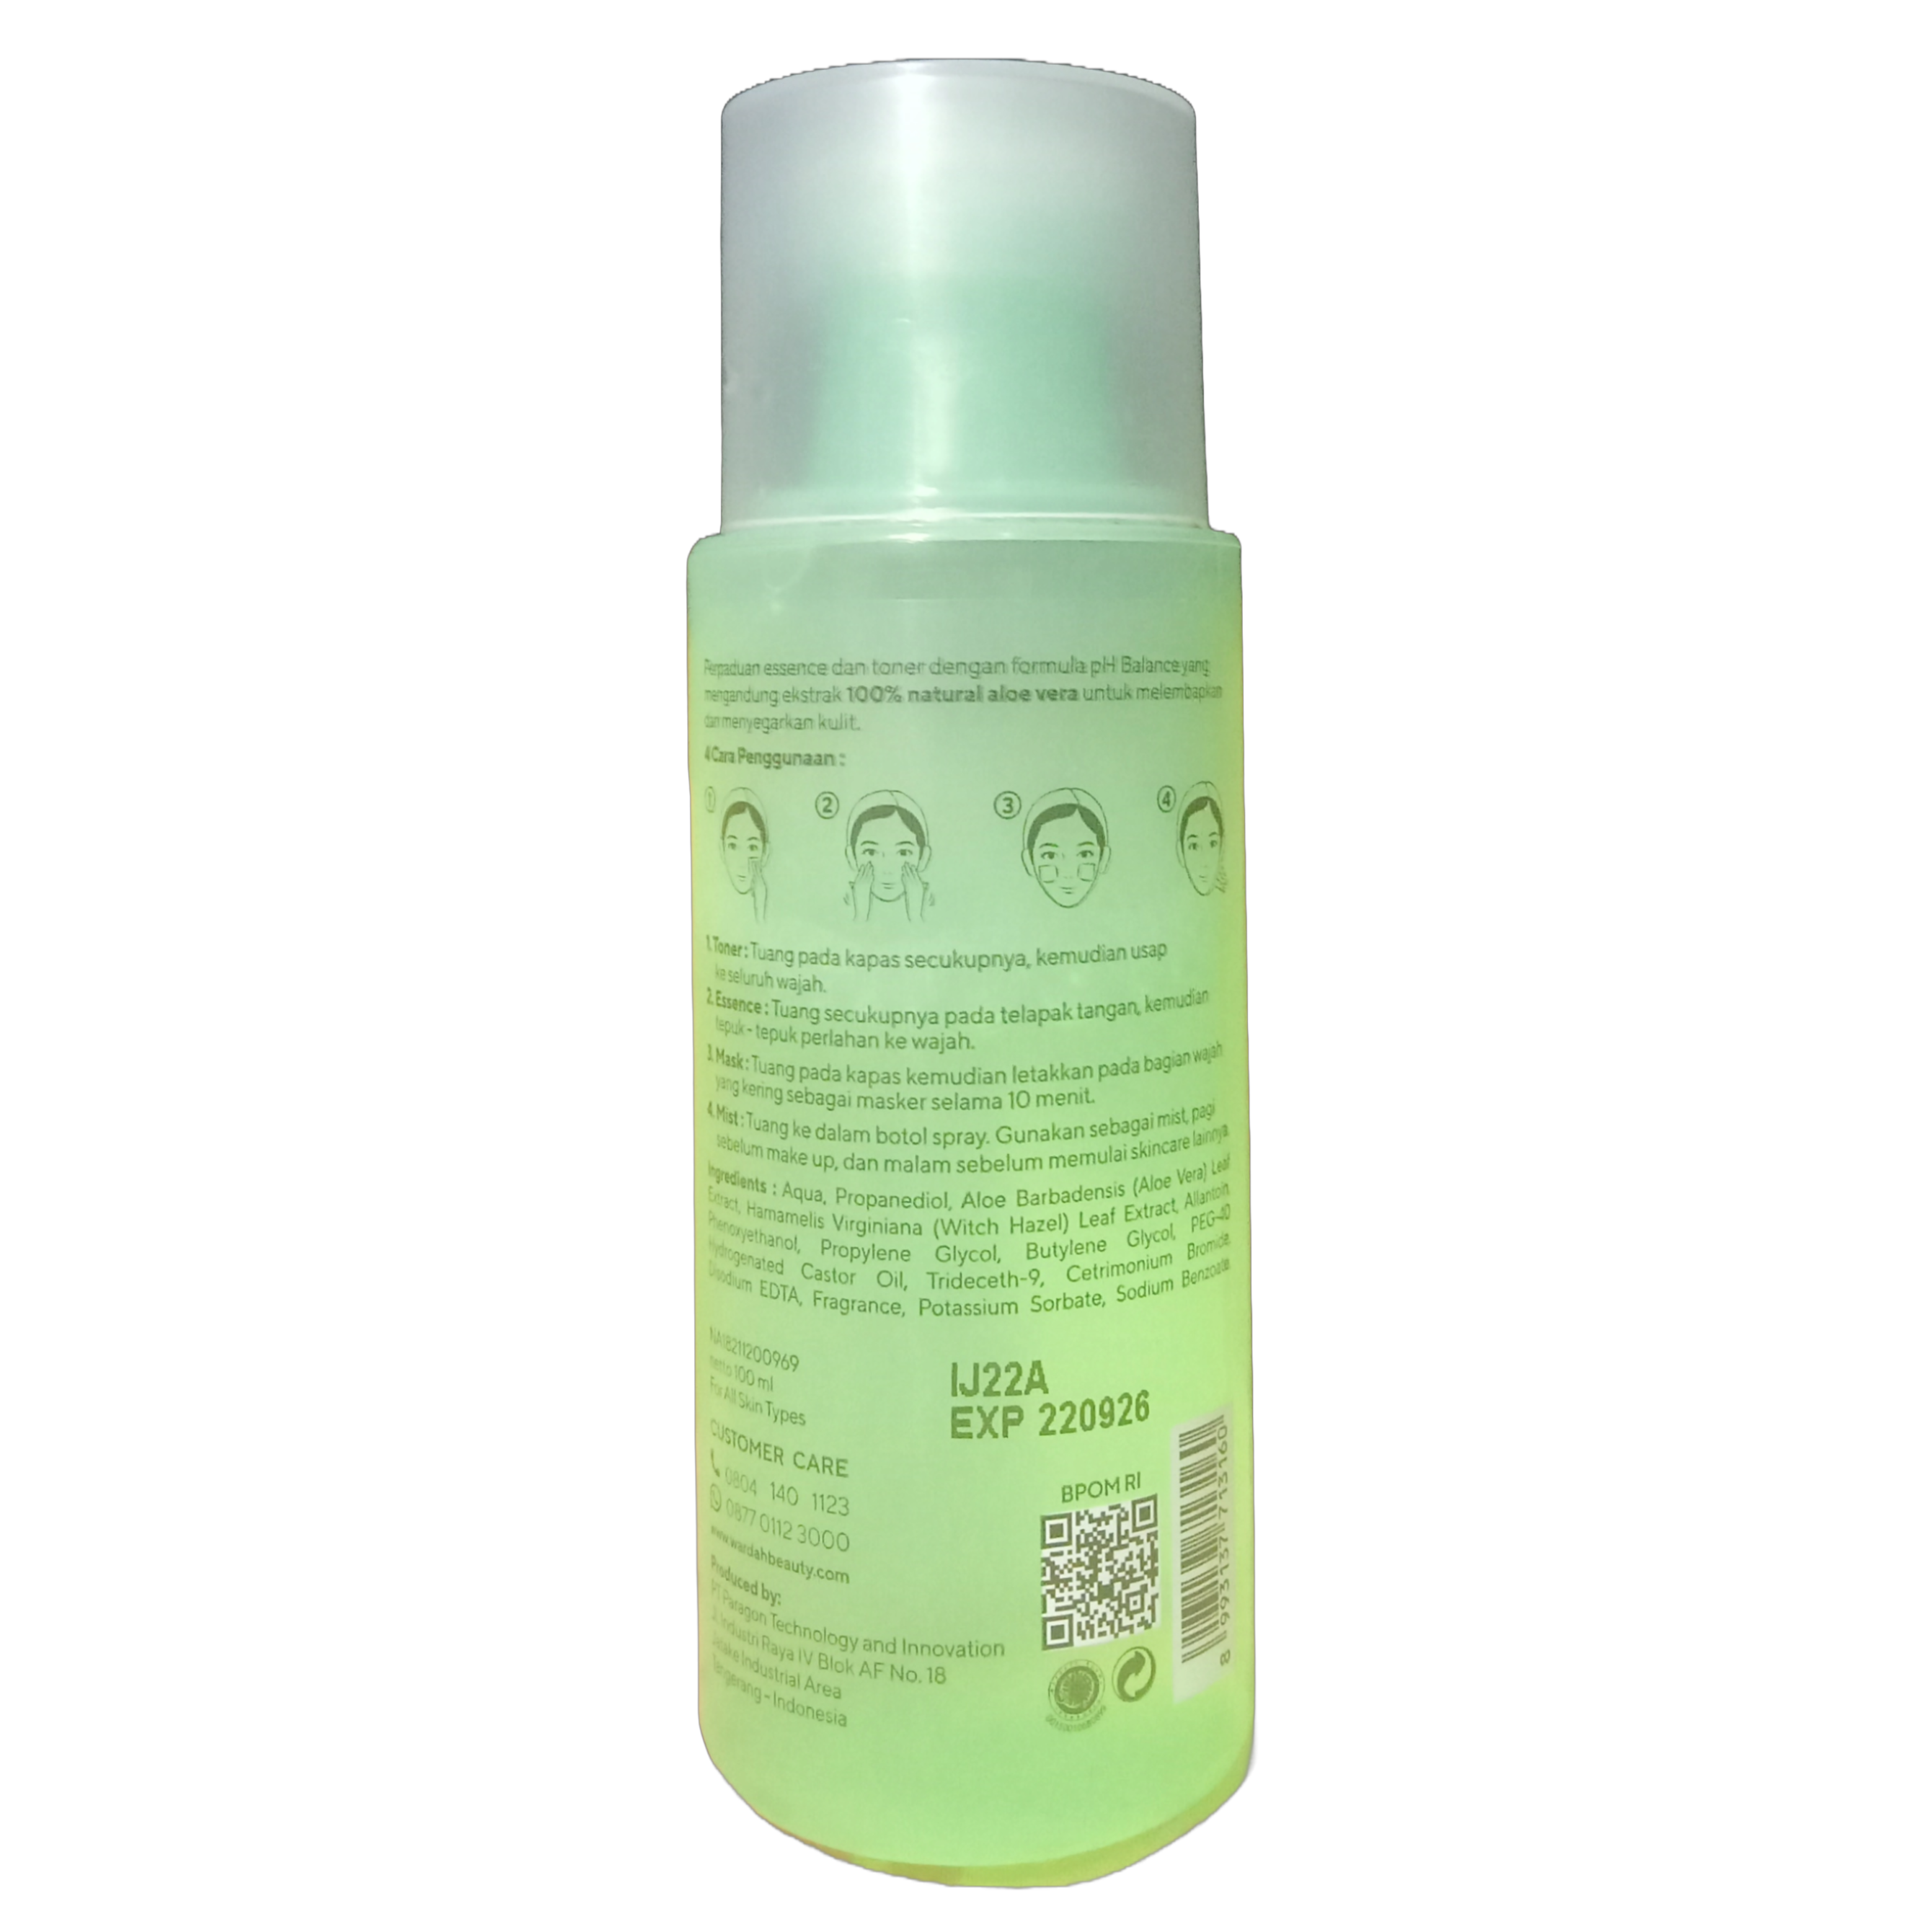 Perpaduan essence dan toner dengan formula pH Balance yang
mengandung ekstrak 100% natural aloe vera untuk melembapkan
dan menyegarkan kulit.
4 Cara Penggunaan :
1
2
3
4
1. Toner : Tuang pada kapas secukupnya, kemudian usap
ke seluruh wajah.
2. Essence : Tuang secukupnya pada telapak tangan, kemudian
tepuk - tepuk perlahan ke wajah.
3. Mask : Tuang pada kapas kemudian letakkan pada bagian wajah
yang kering sebagai masker selama 10 menit.
4. Mist : Tuang ke dalam botol spray. Gunakan sebagai mist, pagi
sebelum make up, dan malam sebelum memulai skincare lainnya.
Ingredients : Aqua, Propanediol, Aloe Barbadensis (Aloe Vera) Leaf
Extract, Hamamelis Virginiana (Witch Hazel) Leaf Extract, Allantoin,
Phenoxyethanol, Propylene Glycol, Butylene Glycol, PEG-40
Hydrogenated Castor Oil, Trideceth-9, Cetrimonium Bromide,
Disodium EDTA, Fragrance, Potassium Sorbate, Sodium Benzoate.
NA18211200969
netto 100 ml
For All Skin Types
IJ22A
EXP 220926
CUSTOMER CARE
0804 140 1123
0877 0112 3000
www.wardahbeauty.com
Produced by:
PT Paragon Technology and Innovation
Jl. Industri Raya IV Blok AF No. 18
Jatake Industrial Area
Tangerang - Indonesia
BPOM RI
8 993137 713160